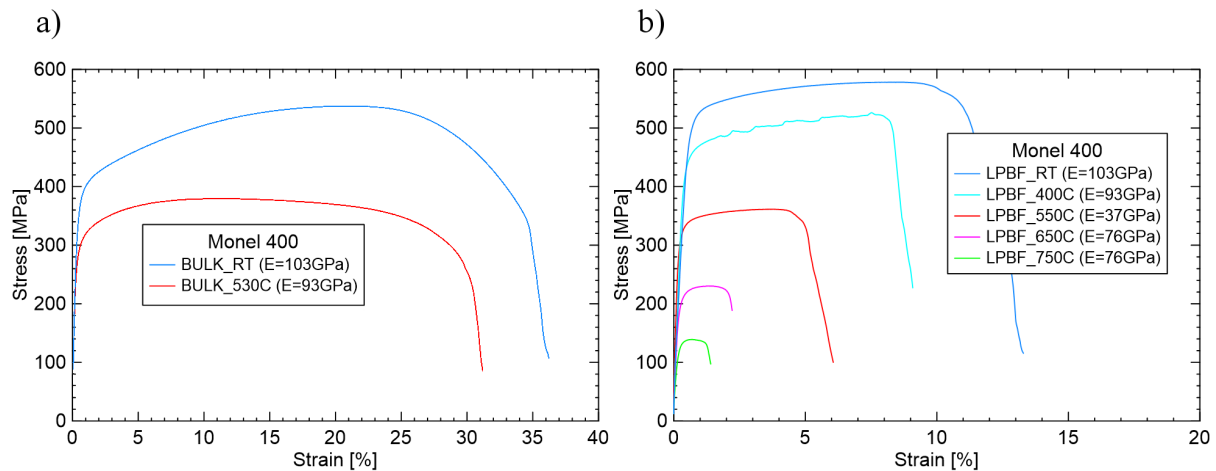 a)
600
500
400
300
200
100
0
Stress [MPa]
Monel 400
BULK_RT (E=103GPa)
BULK_530C (E=93GPa)
0 5 10 15 20 25 30 35 40
Strain [%]
b)
600
500
400
300
200
100
0
Stress [MPa]
Monel 400
LPBF_RT (E=103GPa)
LPBF_400C (E=93GPa)
LPBF_550C (E=37GPa)
LPBF_650C (E=76GPa)
LPBF_750C (E=76GPa)
0 5 10 15 20
Strain [%]